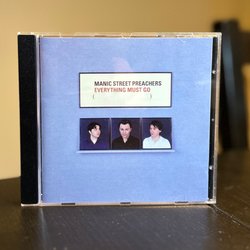 MANIC STREET PREACHERS
EVERYTHING MUST GO
(                    )